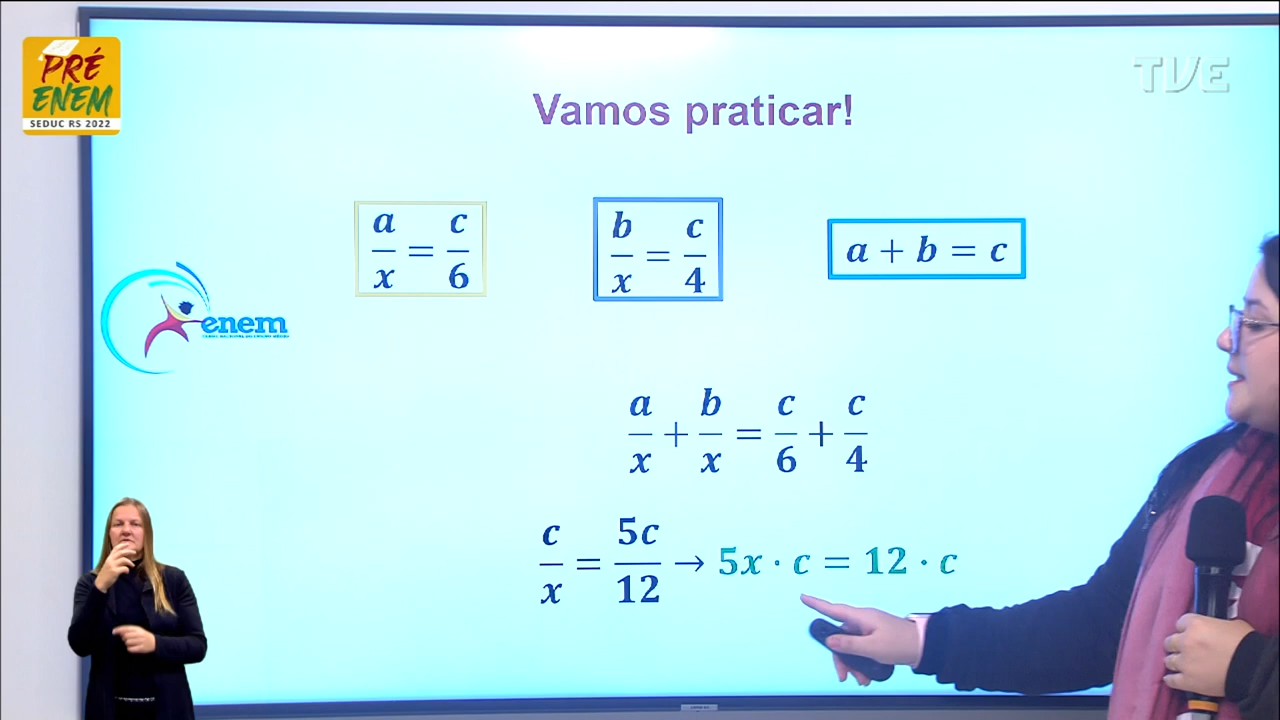 PRÉ
ENEM
SEDUC RS 2022
TVE
Vamos praticar!
a/x = c/6
b/x = c/4
a + b = c
enem
a/x + b/x = c/6 + c/4
c/x = 5c/12 → 5x · c = 12 · c